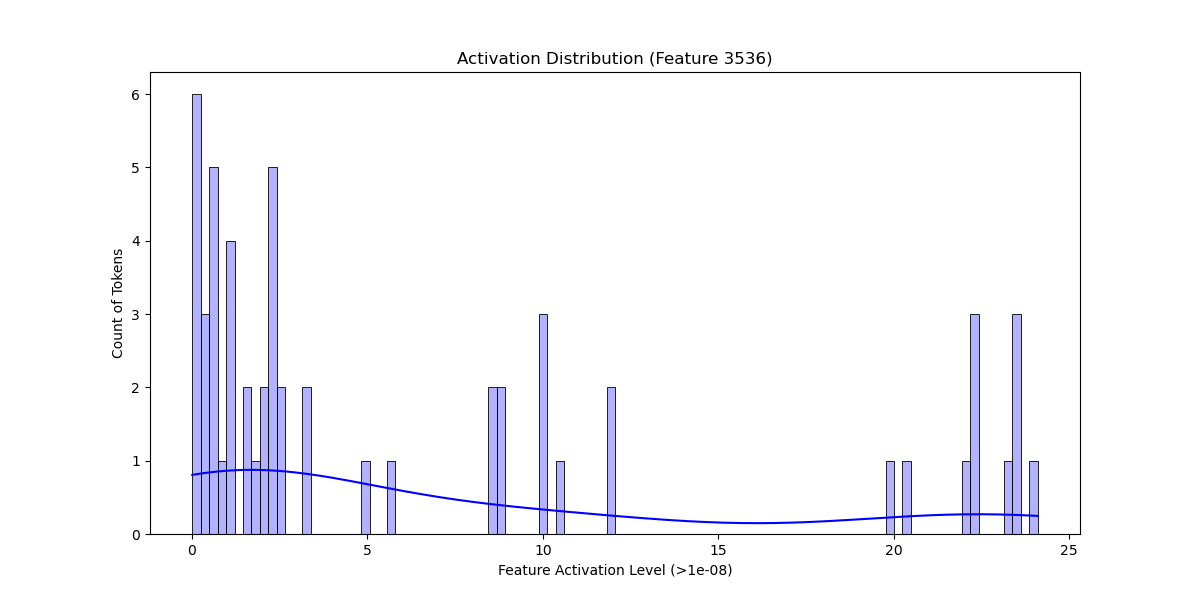 Activation Distribution (Feature 3536)
6
5
4
3
2
1
0
Count of Tokens
0 5 10 15 20 25
Feature Activation Level (>1e-08)